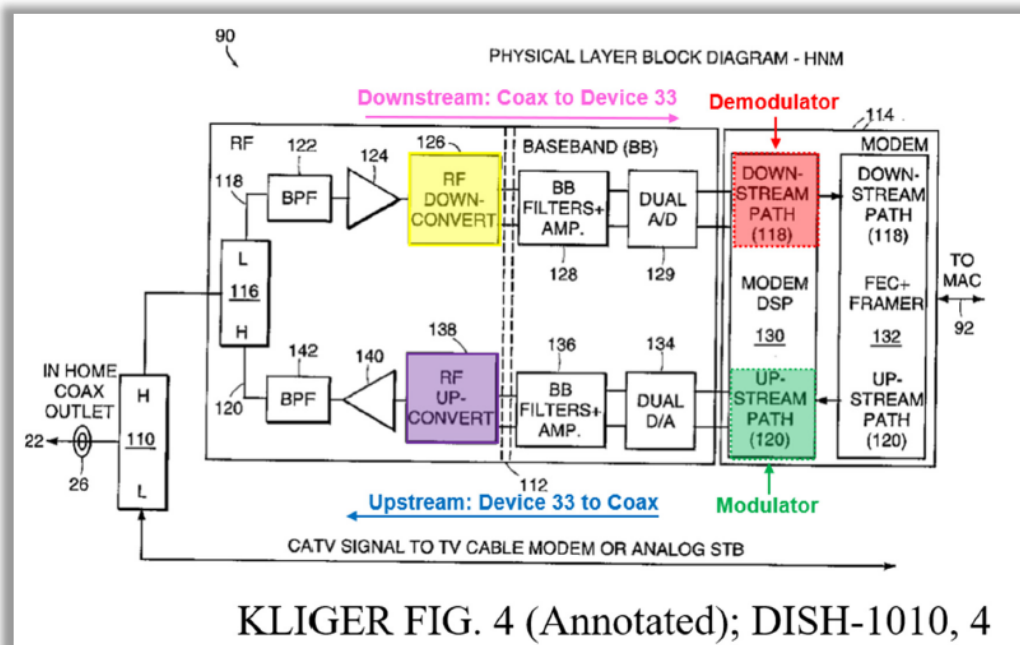 90
PHYSICAL LAYER BLOCK DIAGRAM - HNM
Downstream: Coax to Device 33
Demodulator
114
RF
122
124
126
BASEBAND (BB)
MODEM
118
BPF
RF
DOWN-
CONVERT
BB
FILTERS+
AMP.
DUAL
A/D
DOWN-
STREAM
PATH
(118)
DOWN-
STREAM
PATH
(118)
128
129
L
116
H
MODEM
DSP
130
FEC+
FRAMER
132
TO
MAC
92
142
140
138
136
134
IN HOME
COAX
OUTLET
120
BPF
RF
UP-
CONVERT
BB
FILTERS+
AMP.
DUAL
D/A
UP-
STREAM
PATH
(120)
UP-
STREAM
PATH
(120)
22
26
H
110
L
112
Upstream: Device 33 to Coax
Modulator
CATV SIGNAL TO TV CABLE MODEM OR ANALOG STB
KLIGER FIG. 4 (Annotated); DISH-1010, 4